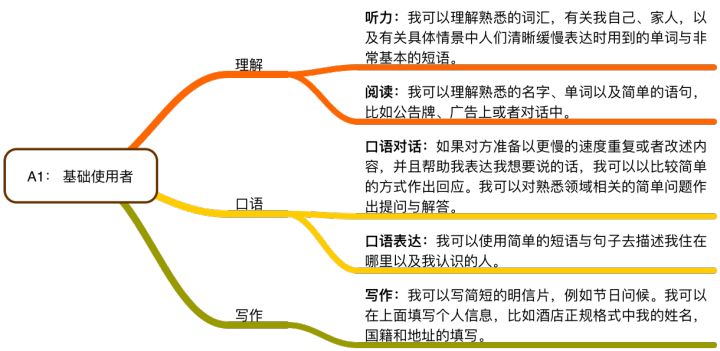 A1： 基础使用者
理解
听力：我可以理解熟悉的词汇，有关我自己、家人，以
及有关具体情景中人们清晰缓慢表达时用到的单词与非
常基本的短语。
阅读：我可以理解熟悉的名字、单词以及简单的语句，
比如公告牌、广告上或者对话中。
口语
口语对话：如果对方准备以更慢的速度重复或者改述内
容，并且帮助我表达我想要说的话，我可以以比较简单
的方式作出回应。我可以对熟悉领域相关的简单问题作
出提问与解答。
口语表达：我可以使用简单的短语与句子去描述我住在
哪里以及我认识的人。
写作
写作：我可以写简短的明信片，例如节日问候。我可以
在上面填写个人信息，比如酒店正规格式中我的姓名，
国籍和地址的填写。